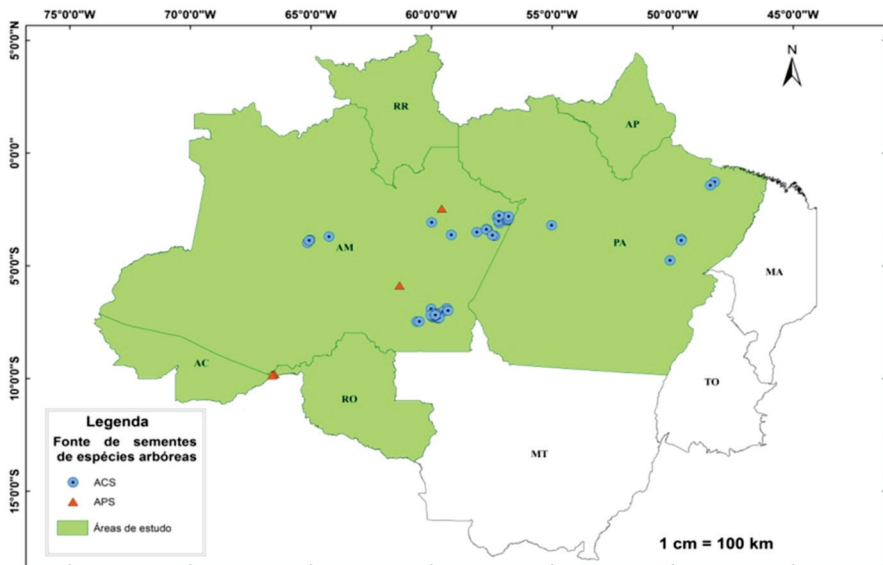 75°0'0"W 70°0'0"W 65°0'0"W 60°0'0"W 55°0'0"W 50°0'0"W 45°0'0"W
5°0'0"N
0°0'0"
5°0'0"S
10°0'0"S
15°0'0"S
N
RR
AP
AM
PA
MA
AC
RO
TO
MT
Legenda
Fonte de sementes
de espécies arbóreas
ACS
APS
Áreas de estudo
1 cm = 100 km